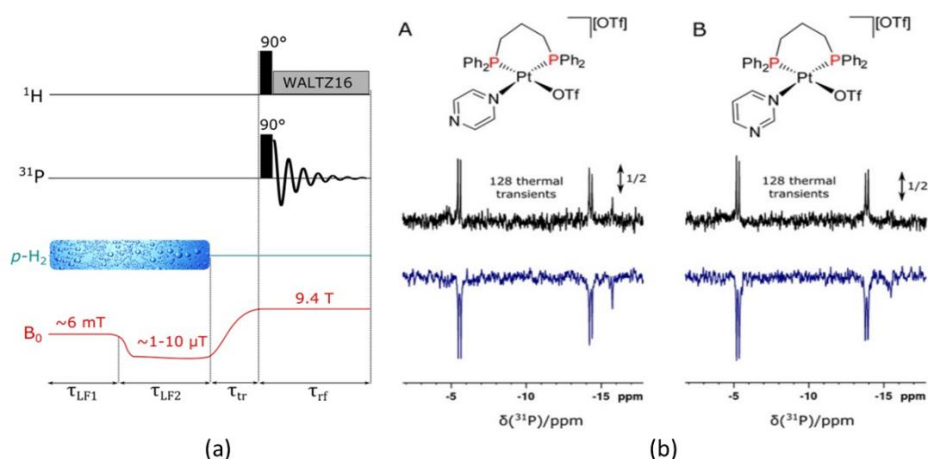 90°
¹H
WALTZ16
90°
³¹P
p-H₂
B₀
~6 mT
~1-10 µT
9.4 T
τLF1
τLF2
τtr
τrf
(a)
A
][OTf]
Ph₂P
PPh₂
Pt
N
OTf
N
128 thermal
transients
1/2
-5
-10
-15
ppm
δ(³¹P)/ppm
B
][OTf]
Ph₂P
PPh₂
Pt
N
OTf
N
128 thermal
transients
1/2
-5
-10
-15
ppm
δ(³¹P)/ppm
(b)